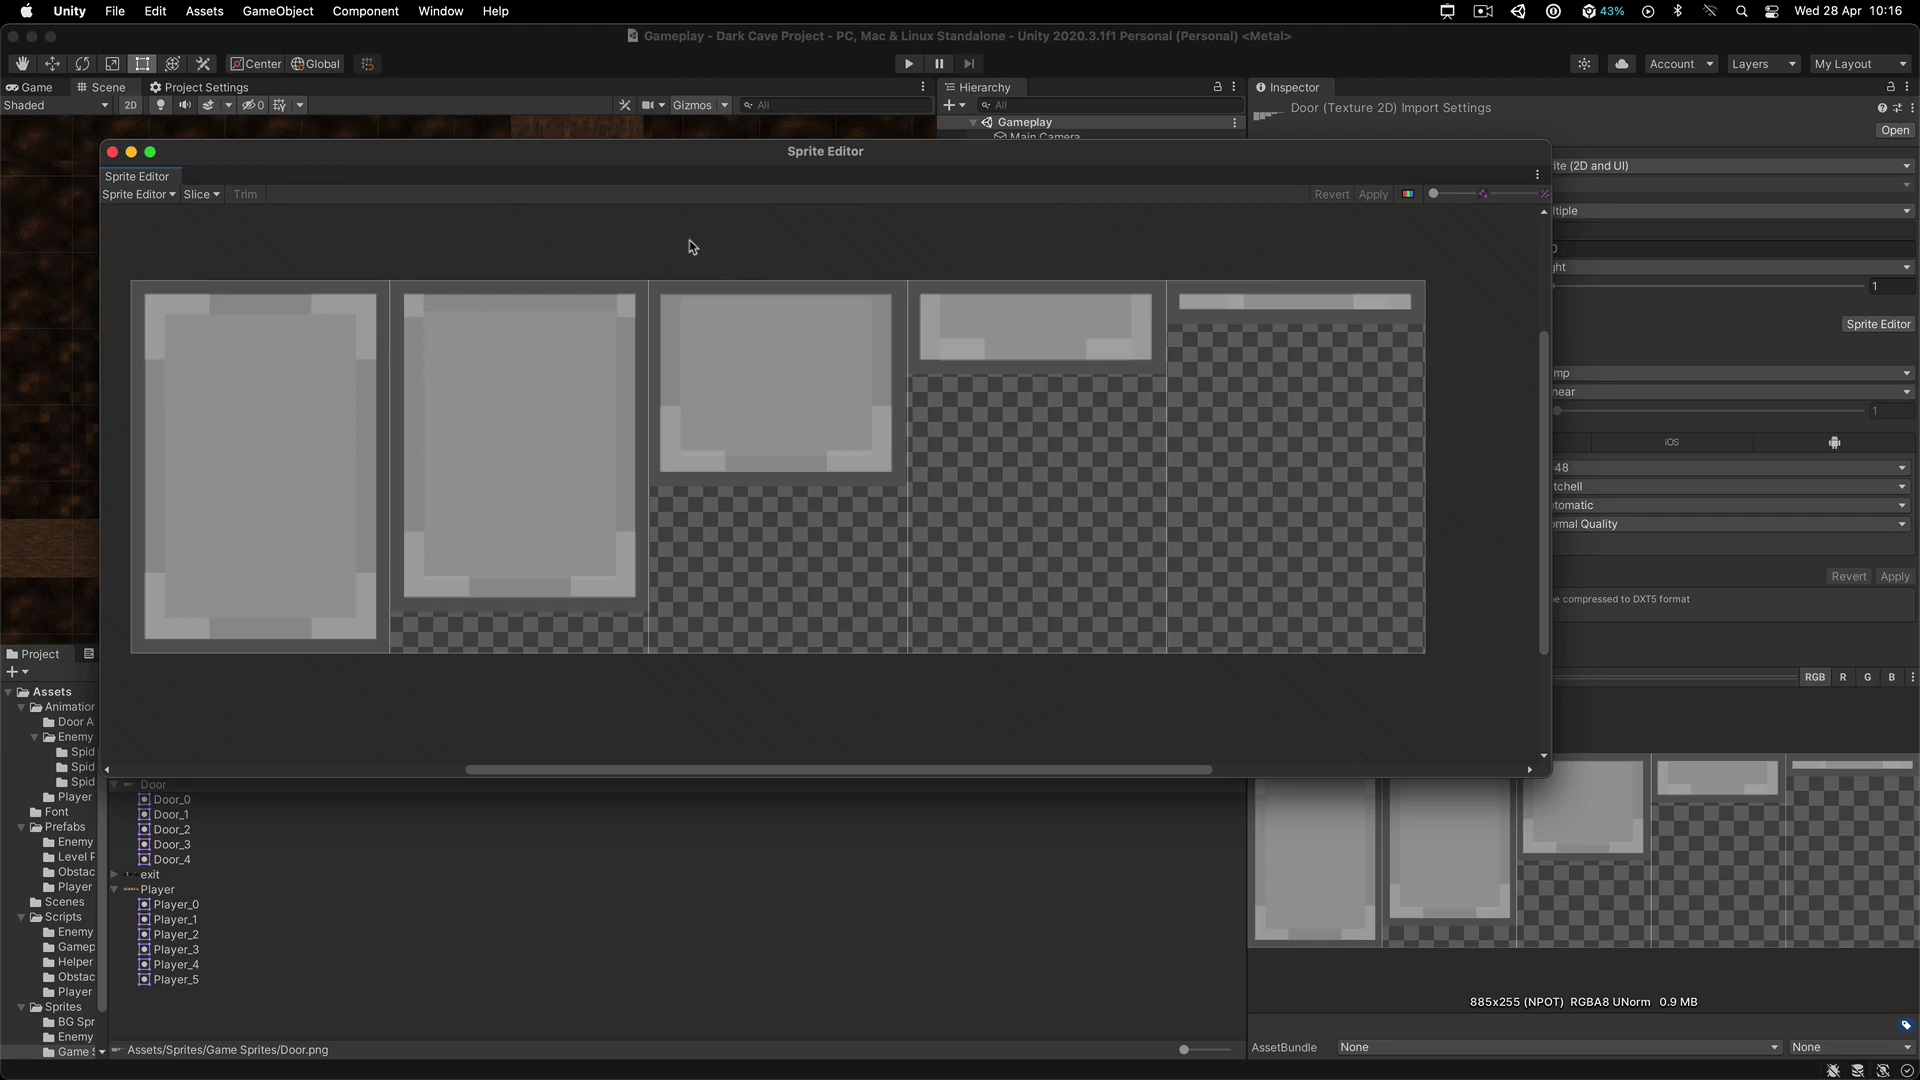 Unity File Edit Assets GameObject Component Window Help
43% Wed 28 Apr 10:16
Gameplay - Dark Cave Project - PC, Mac & Linux Standalone - Unity 2020.3.1f1 Personal (Personal) <Metal>
Center Global
Account Layers My Layout
Game Scene Project Settings
Hierarchy
Inspector
Shaded 2D 0 Gizmos All
All
Door (Texture 2D) Import Settings
Open
Gameplay
Main Camera
Sprite Editor
Sprite Editor
Sprite Editor Slice Trim
Revert Apply
ite (2D and UI)
ltiple
0
ght
1
Sprite Editor
mp
near
1
iOS
48
tchell
tomatic
ormal Quality
Revert Apply
e compressed to DXT5 format
RGB R G B
Project
Assets
Animation
Door A
Enemy
Spid
Spid
Spid
Player
Font
Prefabs
Enemy
Level P
Obstac
Player
Scenes
Scripts
Enemy
Gamep
Helper
Obstac
Player
Sprites
BG Spr
Enemy
Game S
Door
Door_0
Door_1
Door_2
Door_3
Door_4
exit
Player
Player_0
Player_1
Player_2
Player_3
Player_4
Player_5
Assets/Sprites/Game Sprites/Door.png
885x255 (NPOT) RGBA8 UNorm 0.9 MB
AssetBundle None None